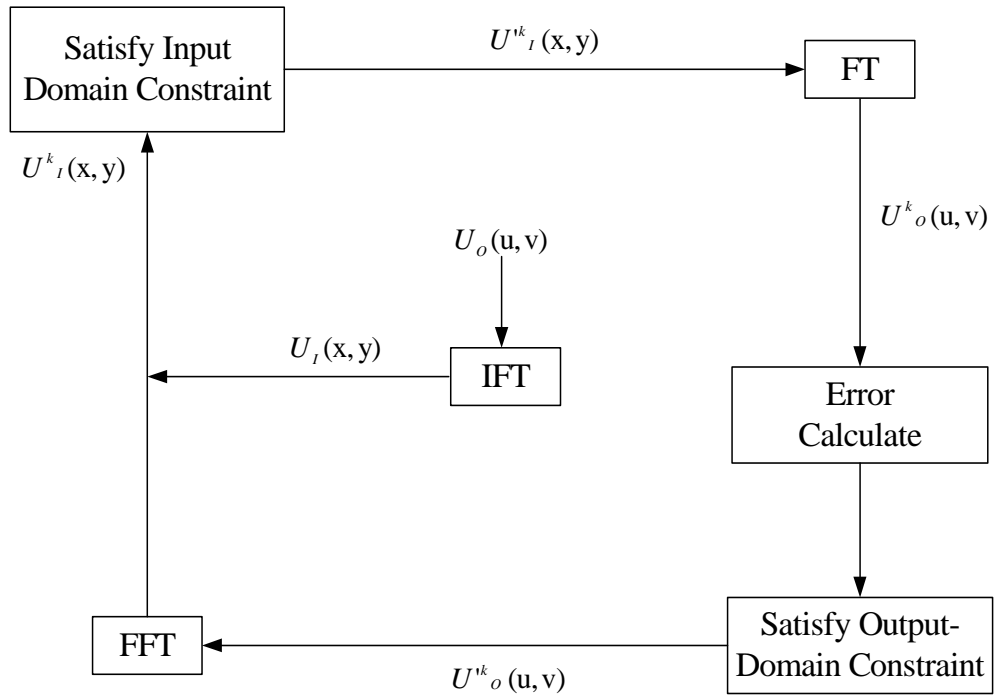 Satisfy Input
Domain Constraint
U'^k_I(x, y)
FT
U^k_I(x, y)
U^k_O(u, v)
U_O(u, v)
U_I(x, y)
IFT
Error
Calculate
FFT
U'^k_O(u, v)
Satisfy Output-
Domain Constraint